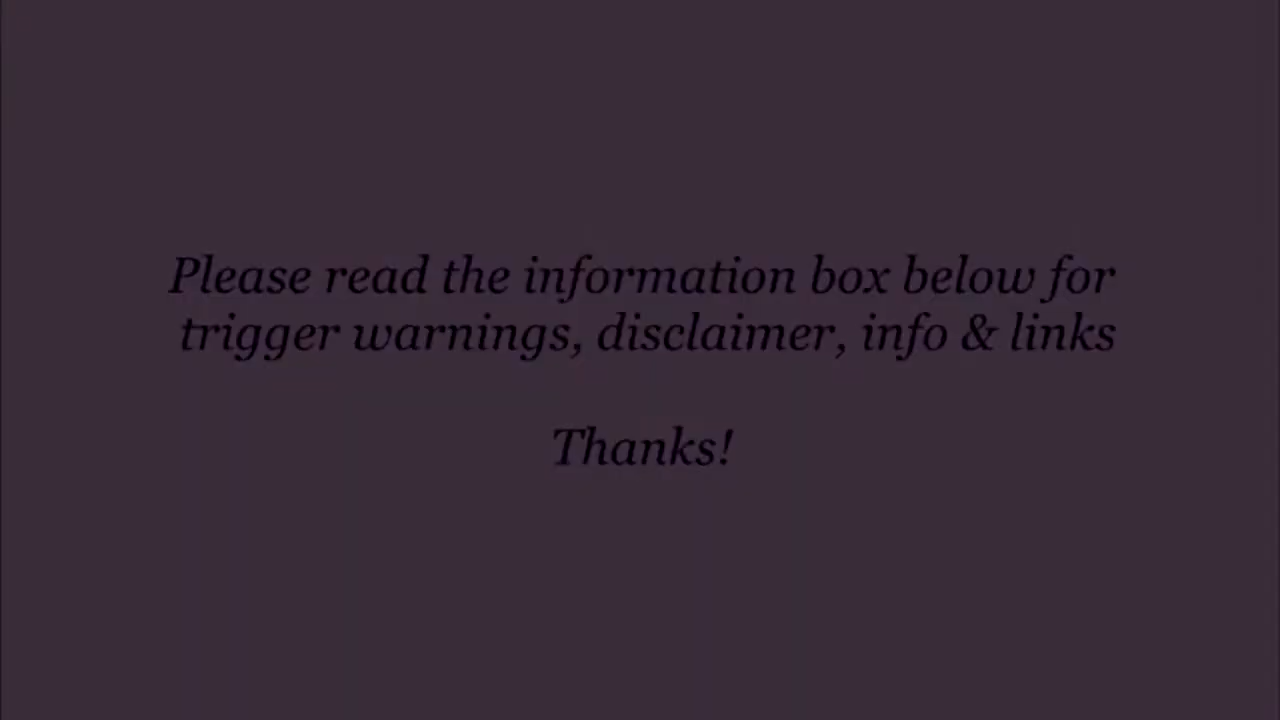 Please read the information box below for
trigger warnings, disclaimer, info & links
Thanks!